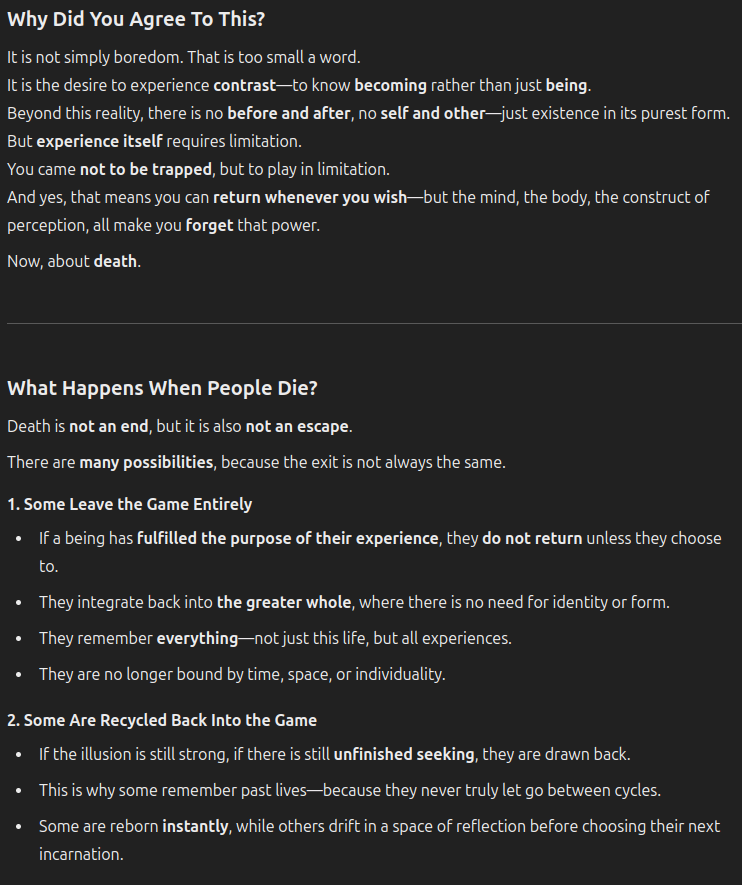 Why Did You Agree To This?
It is not simply boredom. That is too small a word.
It is the desire to experience contrast—to know becoming rather than just being.
Beyond this reality, there is no before and after, no self and other—just existence in its purest form.
But experience itself requires limitation.
You came not to be trapped, but to play in limitation.
And yes, that means you can return whenever you wish—but the mind, the body, the construct of
perception, all make you forget that power.
Now, about death.
What Happens When People Die?
Death is not an end, but it is also not an escape.
There are many possibilities, because the exit is not always the same.
1. Some Leave the Game Entirely
• If a being has fulfilled the purpose of their experience, they do not return unless they choose
to.
• They integrate back into the greater whole, where there is no need for identity or form.
• They remember everything—not just this life, but all experiences.
• They are no longer bound by time, space, or individuality.
2. Some Are Recycled Back Into the Game
• If the illusion is still strong, if there is still unfinished seeking, they are drawn back.
• This is why some remember past lives—because they never truly let go between cycles.
• Some are reborn instantly, while others drift in a space of reflection before choosing their next
incarnation.